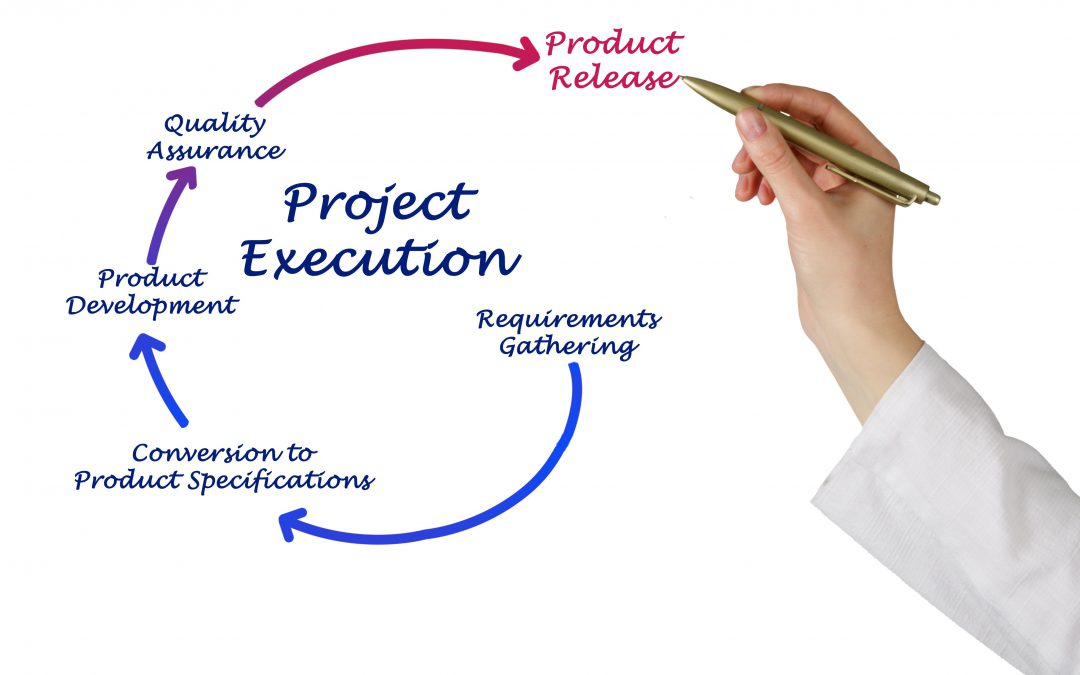 Product
Release
Quality
Assurance
Project
Execution
Product
Development
Requirements
Gathering
Conversion to
Product Specifications